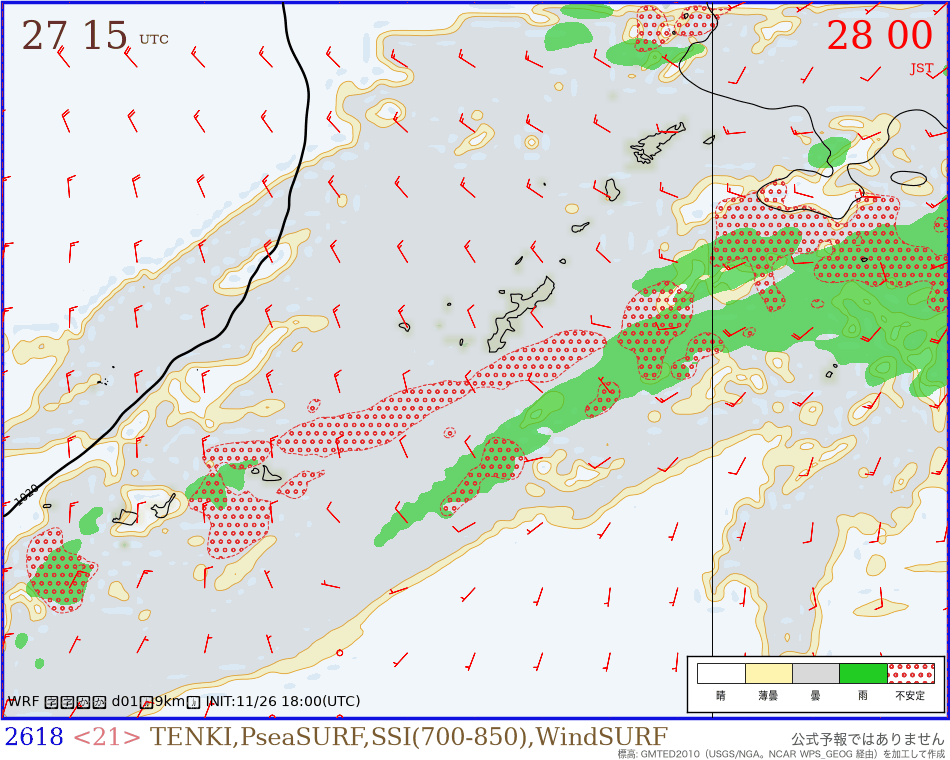 27 15 UTC
28 00
JST
1020
WRF d01 9km INIT:11/26 18:00(UTC)
晴 薄曇 曇 雨 不安定
2618 <21> TENKI,PseaSURF,SSI(700-850),WindSURF
公式予報ではありません
標高: GMTED2010（USGS/NGA。NCAR WPS_GEOG 経由）を加工して作成